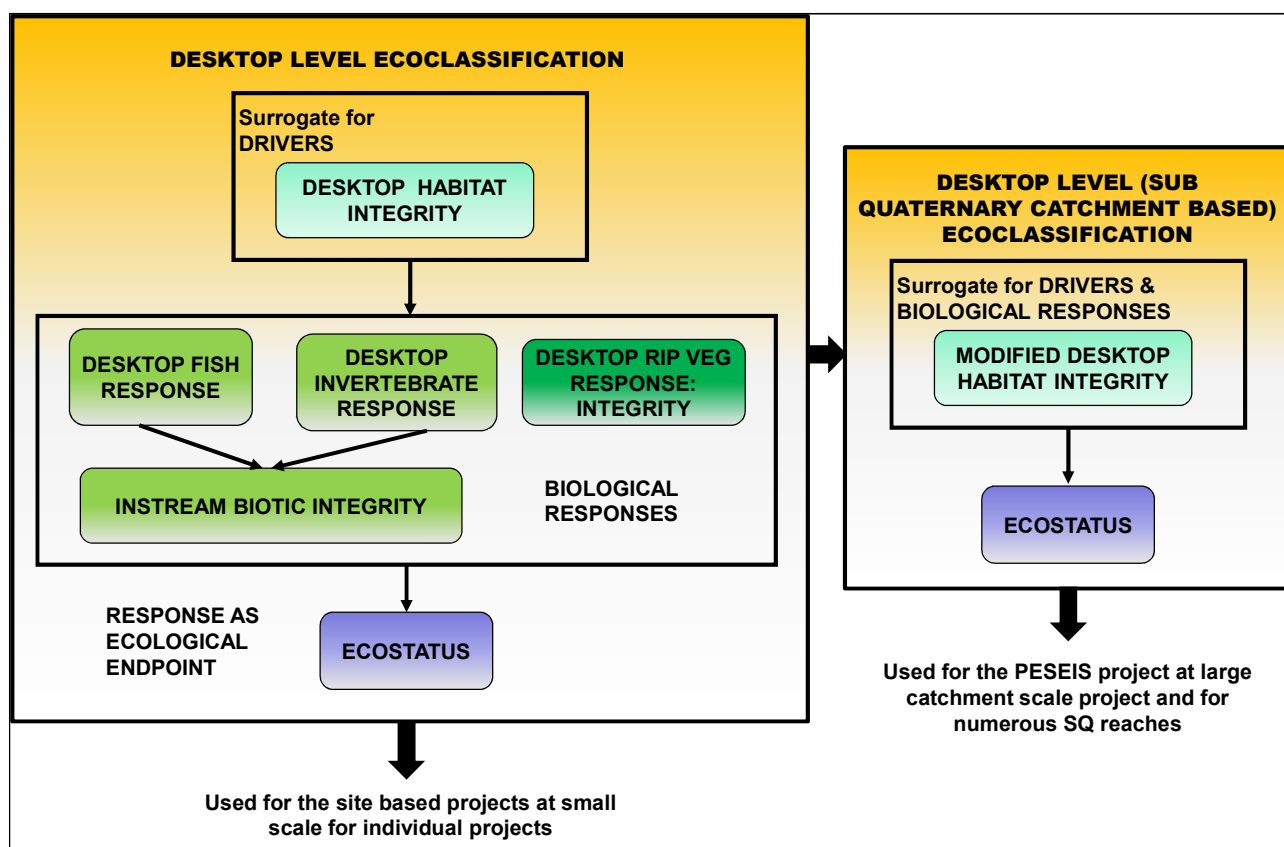 DESKTOP LEVEL ECOCLASSIFICATION
Surrogate for
DRIVERS
DESKTOP HABITAT
INTEGRITY
DESKTOP FISH
RESPONSE
DESKTOP
INVERTEBRATE
RESPONSE
DESKTOP RIP VEG
RESPONSE:
INTEGRITY
INSTREAM BIOTIC INTEGRITY
BIOLOGICAL
RESPONSES
RESPONSE AS
ECOLOGICAL
ENDPOINT
ECOSTATUS
Used for the site based projects at small
scale for individual projects
DESKTOP LEVEL (SUB
QUATERNARY CATCHMENT BASED)
ECOCLASSIFICATION
Surrogate for DRIVERS &
BIOLOGICAL RESPONSES
MODIFIED DESKTOP
HABITAT INTEGRITY
ECOSTATUS
Used for the PESEIS project at large
catchment scale project and for
numerous SQ reaches